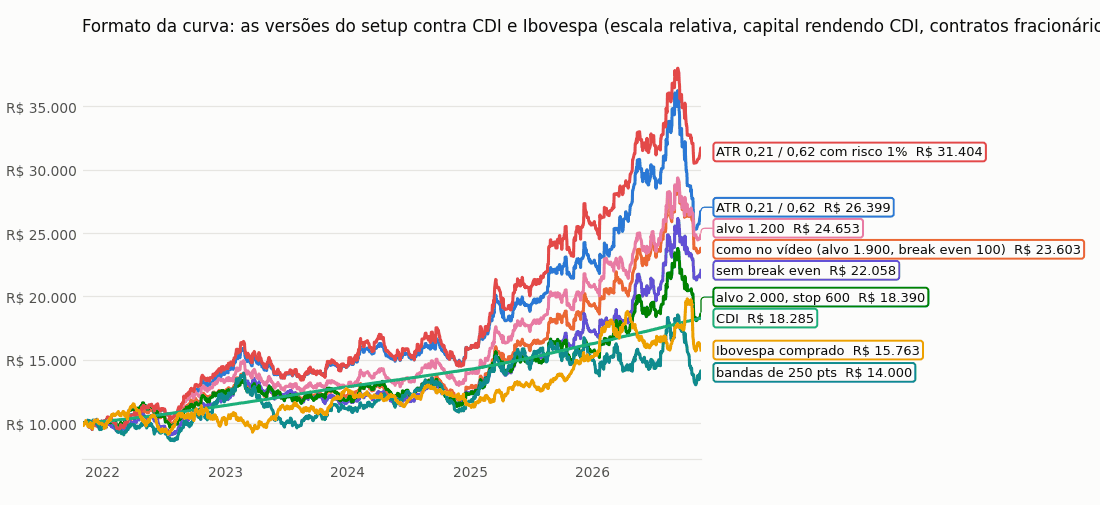 Formato da curva: as versões do setup contra CDI e Ibovespa (escala relativa, capital rendendo CDI, contratos fracionário
R$ 35.000
R$ 30.000
R$ 25.000
R$ 20.000
R$ 15.000
R$ 10.000
ATR 0,21 / 0,62 com risco 1% R$ 31.404
ATR 0,21 / 0,62 R$ 26.399
alvo 1.200 R$ 24.653
como no vídeo (alvo 1.900, break even 100) R$ 23.603
sem break even R$ 22.058
alvo 2.000, stop 600 R$ 18.390
CDI R$ 18.285
Ibovespa comprado R$ 15.763
bandas de 250 pts R$ 14.000
2022
2023
2024
2025
2026